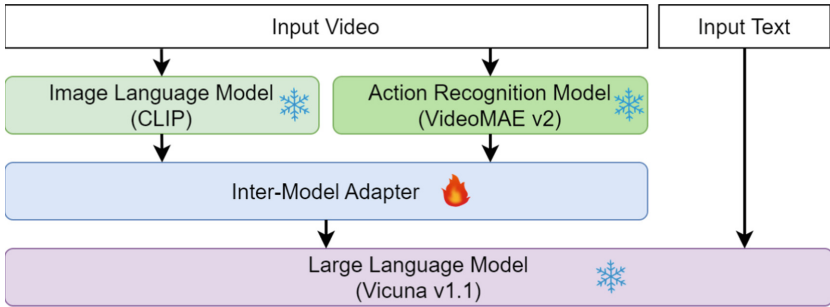 Input Video
Input Text
Image Language Model
(CLIP)
Action Recognition Model
(VideoMAE v2)
Inter-Model Adapter
Large Language Model
(Vicuna v1.1)